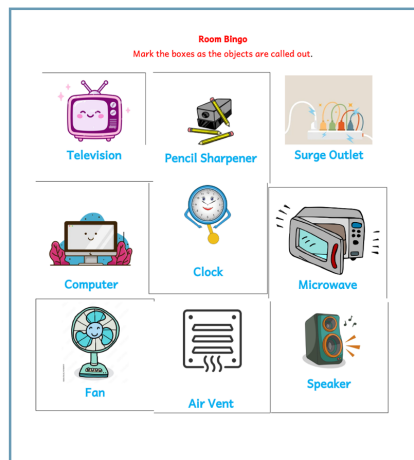 Room Bingo
Mark the boxes as the objects are called out.
Television
Pencil Sharpener
Surge Outlet
Computer
Clock
Microwave
Fan
Air Vent
Speaker